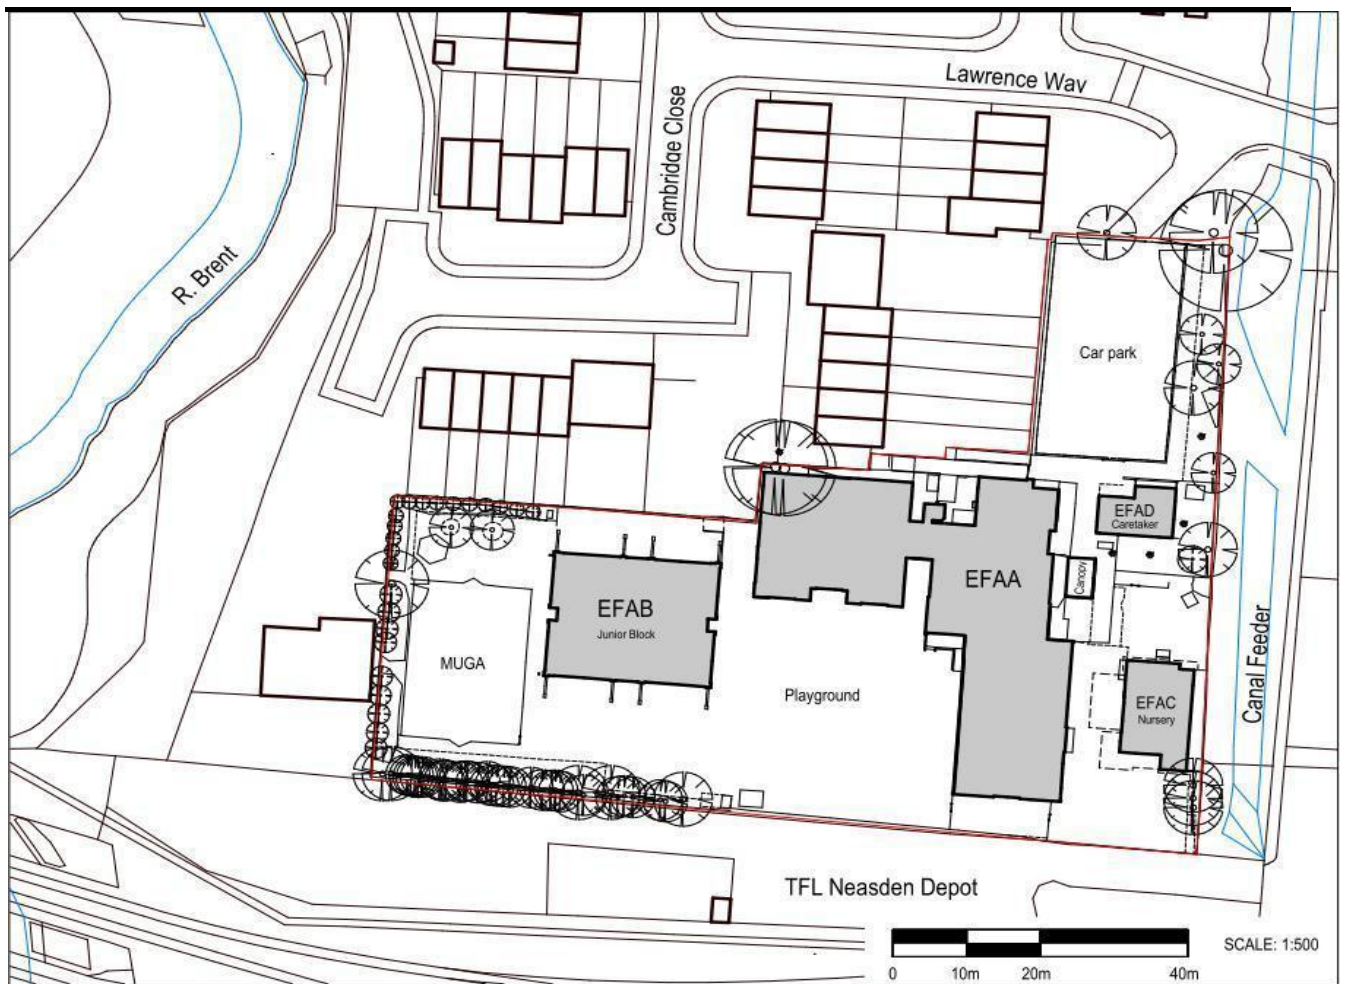 Lawrence Wav
Cambridge Close
R. Brent
Car park
EFAD
Caretaker
EFAA
Canopy
EFAB
Junior Block
MUGA
Playground
EFAC
Nursery
Canal Feeder
TFL Neasden Depot
SCALE: 1:500
0 10m 20m 40m